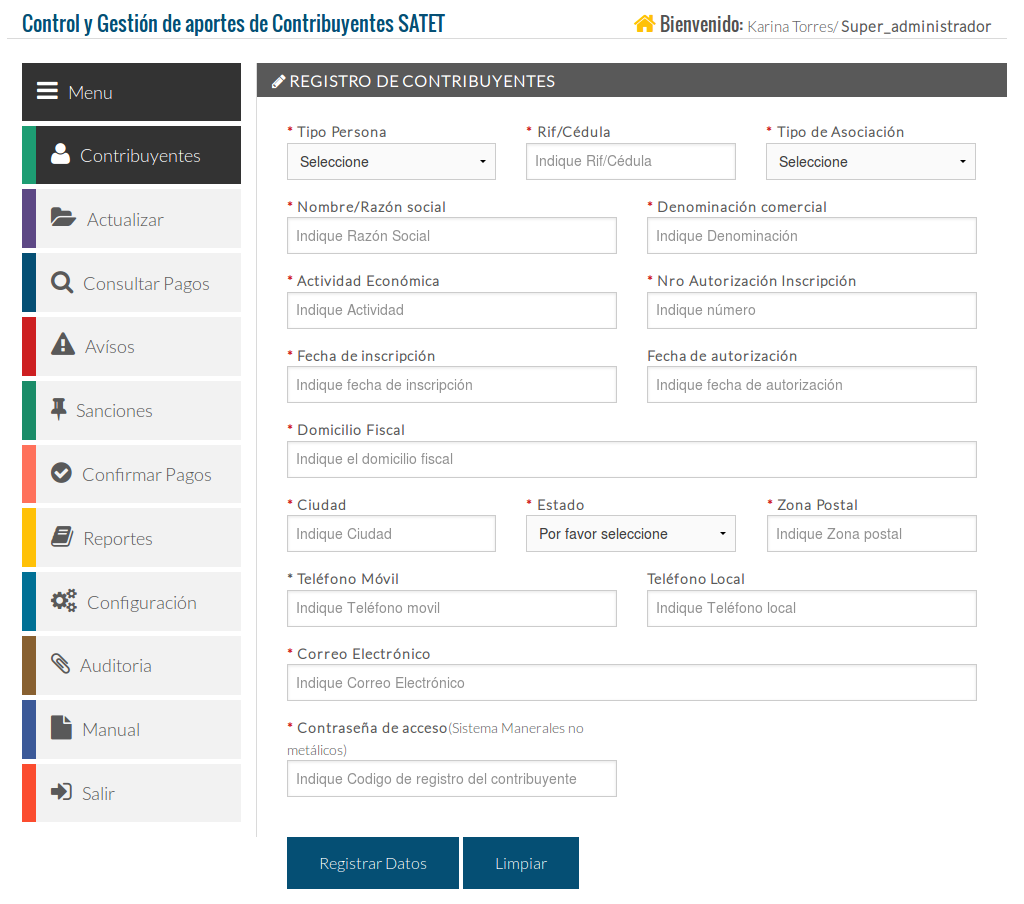 Control y Gestión de aportes de Contribuyentes SATET
Bienvenido: Karina Torres/ Super_administrador
Menu
Contribuyentes
Actualizar
Consultar Pagos
Avísos
Sanciones
Confirmar Pagos
Reportes
Configuración
Auditoria
Manual
Salir
REGISTRO DE CONTRIBUYENTES
* Tipo Persona * Rif/Cédula * Tipo de Asociación
Seleccione Indique Rif/Cédula Seleccione
* Nombre/Razón social * Denominación comercial
Indique Razón Social Indique Denominación
* Actividad Económica * Nro Autorización Inscripción
Indique Actividad Indique número
* Fecha de inscripción Fecha de autorización
Indique fecha de inscripción Indique fecha de autorización
* Domicilio Fiscal
Indique el domicilio fiscal
* Ciudad * Estado * Zona Postal
Indique Ciudad Por favor seleccione Indique Zona postal
* Teléfono Móvil Teléfono Local
Indique Teléfono movil Indique Teléfono local
* Correo Electrónico
Indique Correo Electrónico
* Contraseña de acceso(Sistema Manerales no
metálicos)
Indique Codigo de registro del contribuyente
Registrar Datos Limpiar